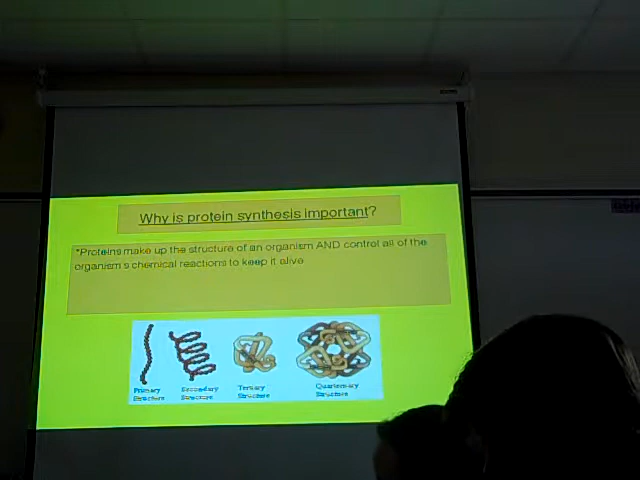 Why is protein synthesis important?
*Proteins make up the structure of an organism AND control all of the
organism's chemical reactions to keep it alive
Primary Secondary Tertiary Quarternary
Structure Structure Structure Structure